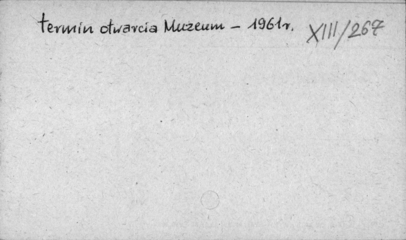 termin otwarcia Muzeum – 1961r.
XIII/267